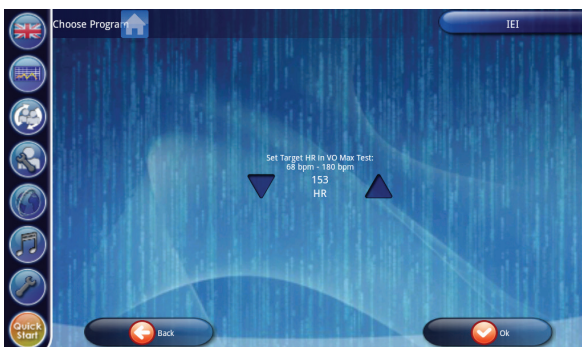 Choose Program
IEI
Set Target HR In VO Max Test:
68 bpm - 180 bpm
153
HR
Quick
Start
Back
Ok